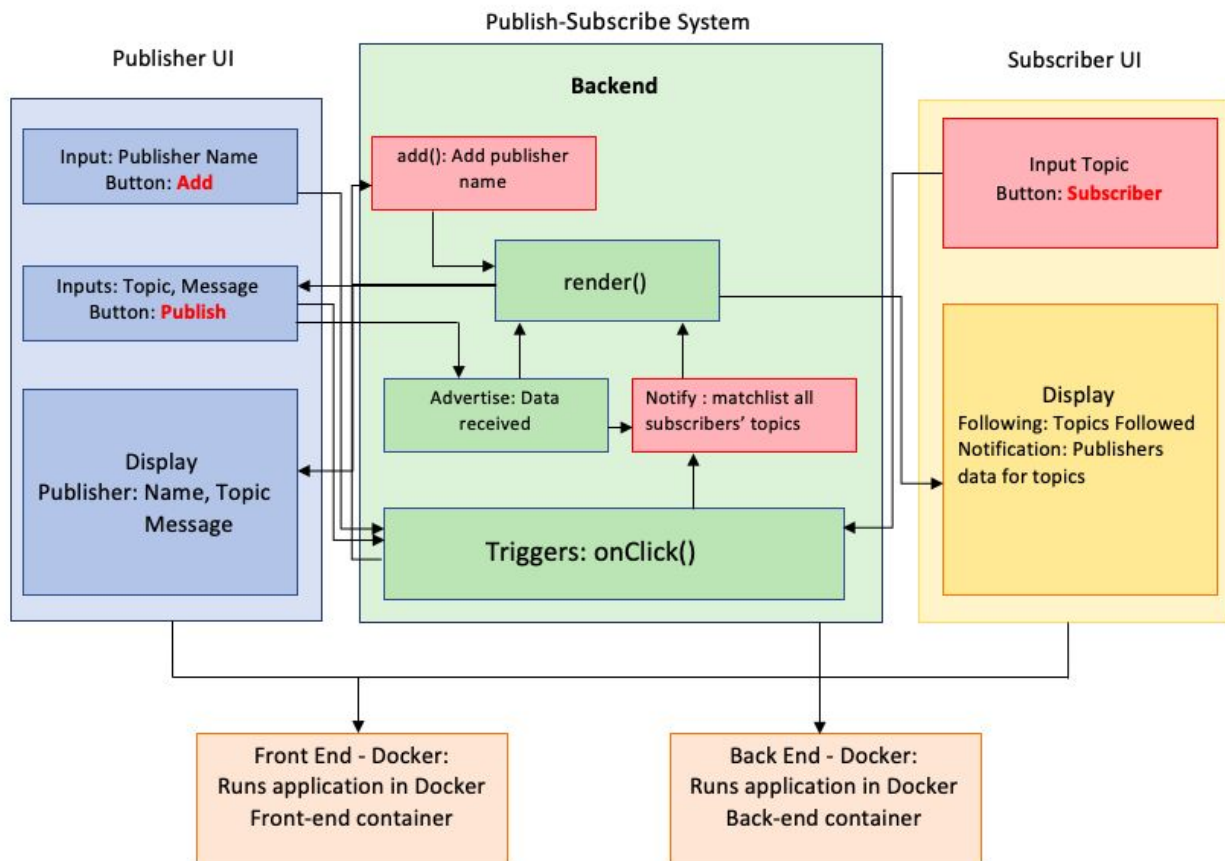 Publish-Subscribe System
Publisher UI
Subscriber UI
Backend
Input: Publisher Name
Button: Add
Inputs: Topic, Message
Button: Publish
Display
Publisher: Name, Topic
Message
add(): Add publisher
name
render()
Advertise: Data
received
Notify : matchlist all
subscribers’ topics
Triggers: onClick()
Input Topic
Button: Subscriber
Display
Following: Topics Followed
Notification: Publishers
data for topics
Front End - Docker:
Runs application in Docker
Front-end container
Back End - Docker:
Runs application in Docker
Back-end container